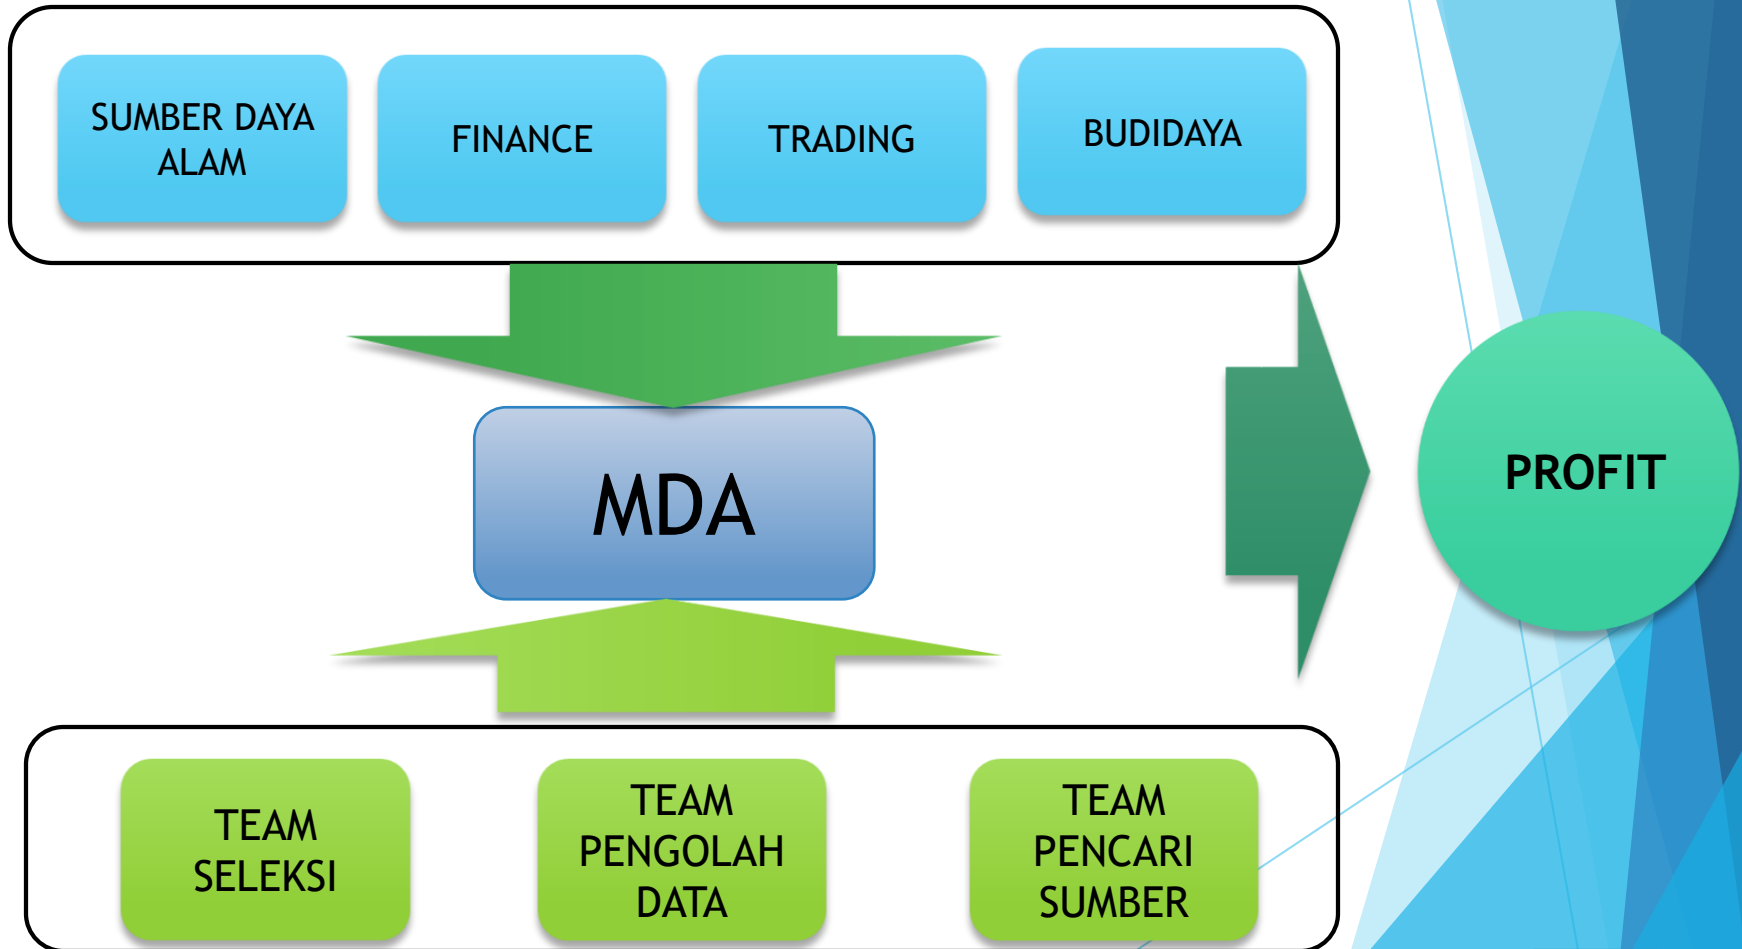 SUMBER DAYA
ALAM
FINANCE
TRADING
BUDIDAYA
MDA
PROFIT
TEAM
SELEKSI
TEAM
PENGOLAH
DATA
TEAM
PENCARI
SUMBER